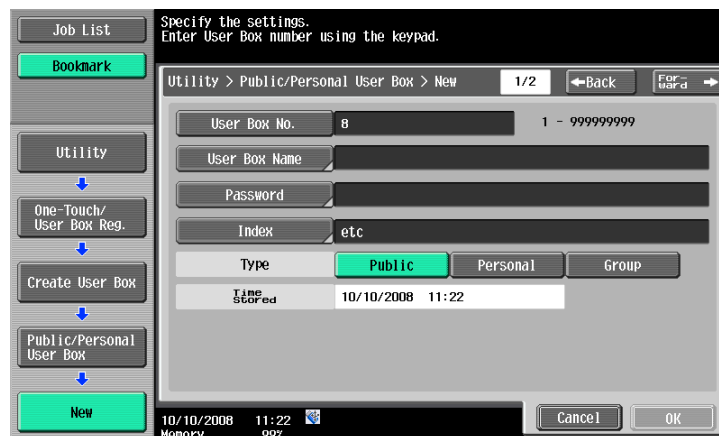 Job List
Bookmark
Utility
One-Touch/
User Box Reg.
Create User Box
Public/Personal
User Box
New
Specify the settings.
Enter User Box number using the keypad.
Utility > Public/Personal User Box > New
1/2
←Back
For-
ward →
User Box No.
8
1 - 999999999
User Box Name
Password
Index
etc
Type
Public
Personal
Group
Time
Stored
10/10/2008 11:22
10/10/2008 11:22
Memory 99%
Cancel
OK